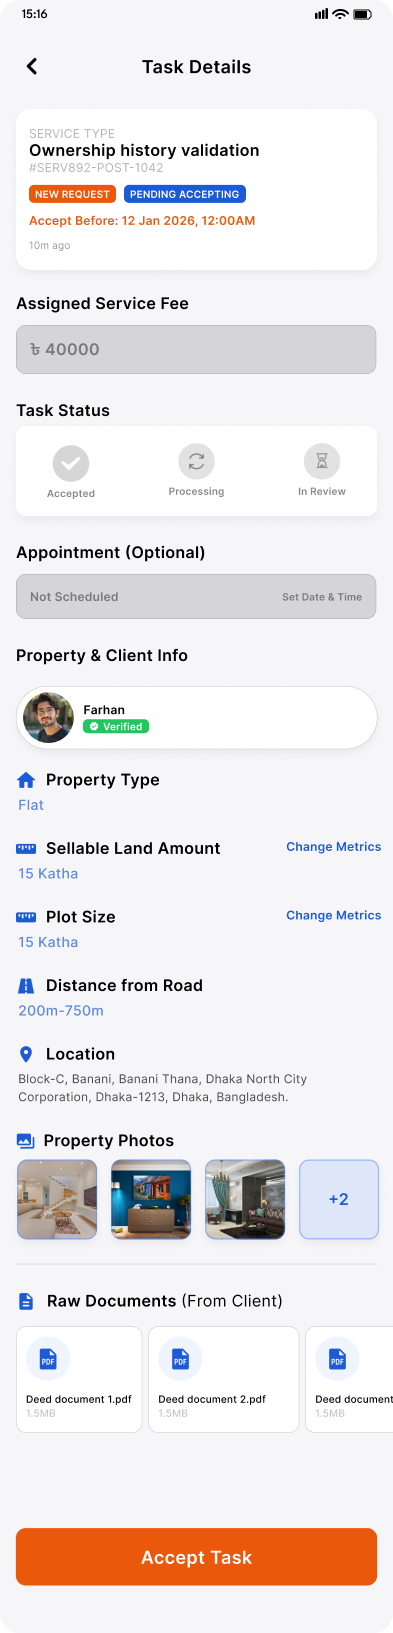 15:16
Task Details
SERVICE TYPE
Ownership history validation
#SERV892-POST-1042
NEW REQUEST PENDING ACCEPTING
Accept Before: 12 Jan 2026, 12:00AM
10m ago
Assigned Service Fee
৳ 40000
Task Status
Accepted Processing In Review
Appointment (Optional)
Not Scheduled Set Date & Time
Property & Client Info
Farhan
Verified
Property Type
Flat
Sellable Land Amount Change Metrics
15 Katha
Plot Size Change Metrics
15 Katha
Distance from Road
200m-750m
Location
Block-C, Banani, Banani Thana, Dhaka North City
Corporation, Dhaka-1213, Dhaka, Bangladesh.
Property Photos
+2
Raw Documents (From Client)
PDF PDF PDF
Deed document 1.pdf Deed document 2.pdf Deed document
1.5MB 1.5MB 1.5MB
Accept Task